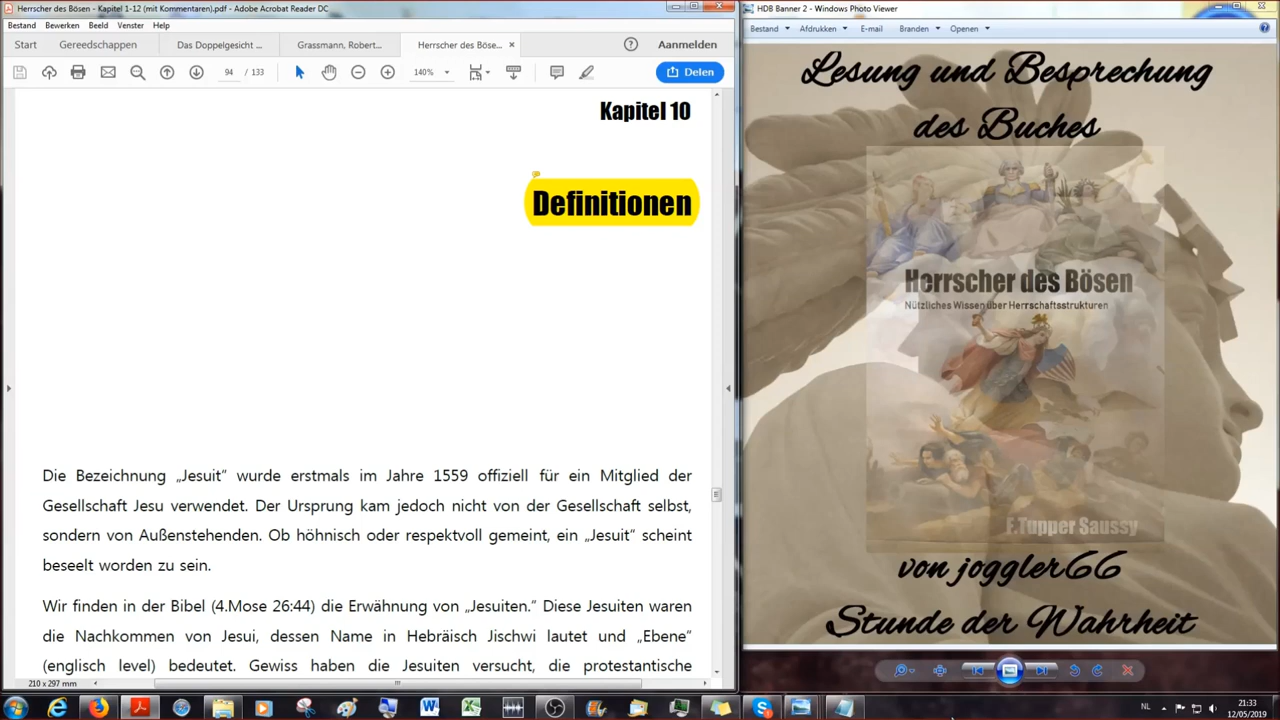 Herrscher des Bösen - Kapitel 1-12 (mit Kommentaren).pdf - Adobe Acrobat Reader DC
Bestand Bewerken Beeld Venster Help
Start Gereedschappen Das Doppelgesicht ... Grassmann, Robert... Herrscher des Böse... × Anmelden
94 / 133 140% Delen
Kapitel 10
Definitionen
Die Bezeichnung „Jesuit“ wurde erstmals im Jahre 1559 offiziell für ein Mitglied der
Gesellschaft Jesu verwendet. Der Ursprung kam jedoch nicht von der Gesellschaft selbst,
sondern von Außenstehenden. Ob höhnisch oder respektvoll gemeint, ein „Jesuit“ scheint
beseelt worden zu sein.
Wir finden in der Bibel (4.Mose 26:44) die Erwähnung von „Jesuiten.“ Diese Jesuiten waren
die Nachkommen von Jesui, dessen Name in Hebräisch Jischwi lautet und „Ebene“
(englisch level) bedeutet. Gewiss haben die Jesuiten versucht, die protestantische
210 x 297 mm
HDB Banner 2 - Windows Photo Viewer
Bestand Afdrukken E-mail Branden Openen
Lesung und Besprechung
des Buches
Herrscher des Bösen
Nützliches Wissen über Herrschaftsstrukturen
F.Tupper Saussy
von joggler66
Stunde der Wahrheit
NL 21:33
12/05/2019